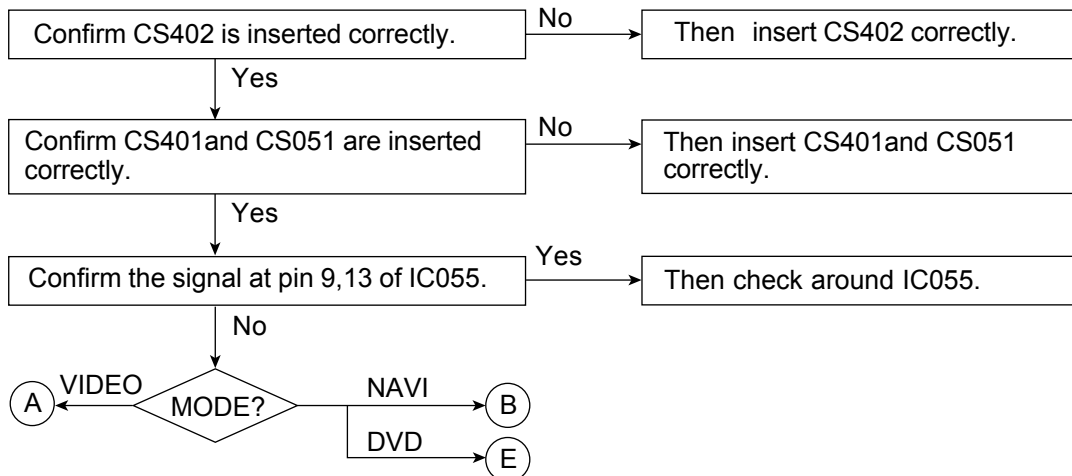 Confirm CS402 is inserted correctly.
No
Then insert CS402 correctly.
Yes
Confirm CS401and CS051 are inserted
correctly.
No
Then insert CS401and CS051
correctly.
Yes
Confirm the signal at pin 9,13 of IC055.
Yes
Then check around IC055.
No
A
VIDEO
MODE?
NAVI
B
DVD
E